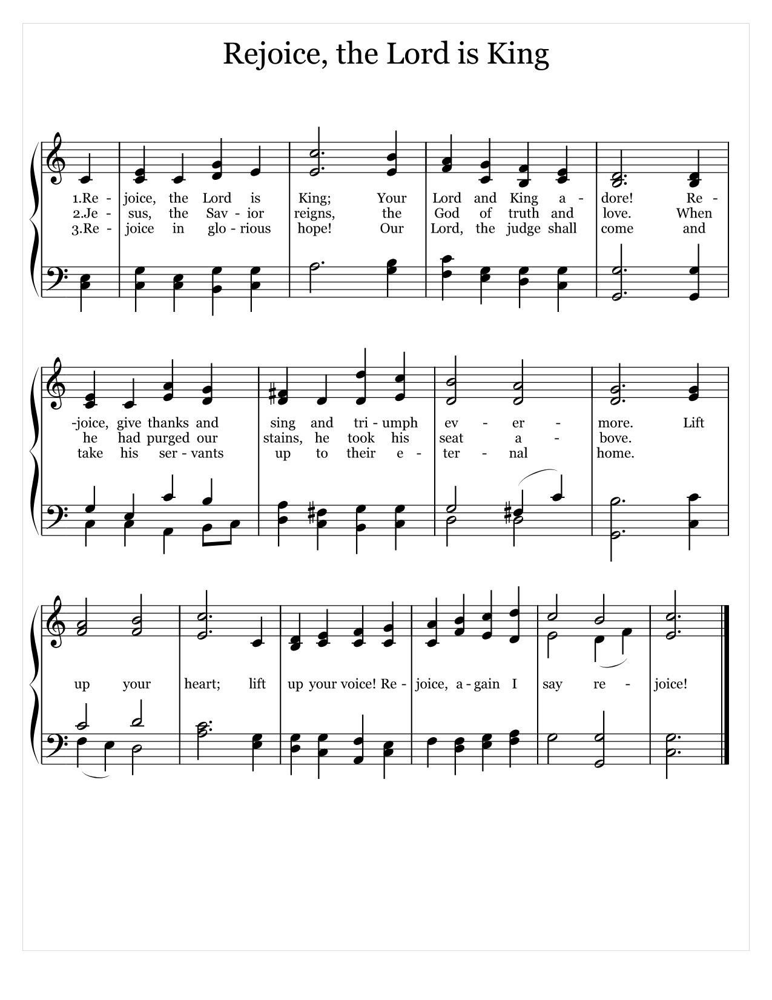 Rejoice, the Lord is King
1.Re - joice, the Lord is King; Your Lord and King a - dore! Re -
2.Je - sus, the Sav - ior reigns, the God of truth and love. When
3.Re - joice in glo - rious hope! Our Lord, the judge shall come and
-joice, give thanks and sing and tri - umph ev - er - more. Lift
he had purged our stains, he took his seat a - bove.
take his ser - vants up to their e - ter - nal home.
up your heart; lift up your voice! Re - joice, a - gain I say re - joice!